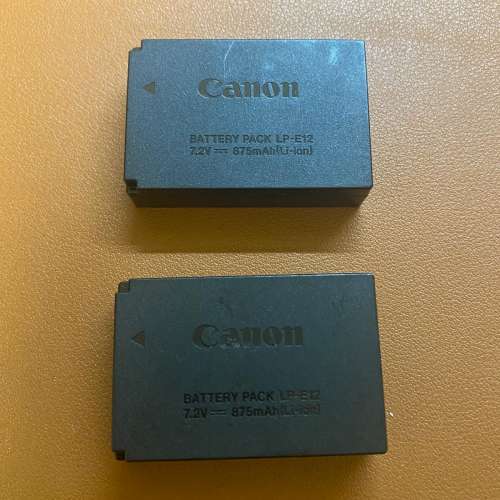 Canon
BATTERY PACK LP-E12
7.2V⎓ 875mAh(Li-ion)
Canon
BATTERY PACK LP-E12
7.2V⎓ 875mAh(Li-ion)